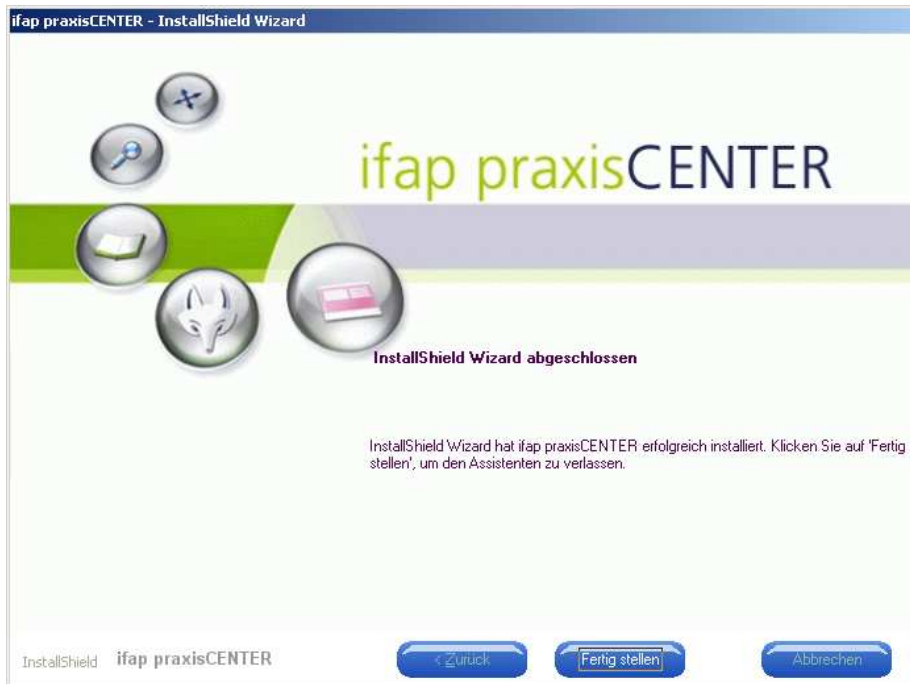 ifap praxisCENTER - InstallShield Wizard
ifap praxisCENTER
InstallShield Wizard abgeschlossen
InstallShield Wizard hat ifap praxisCENTER erfolgreich installiert. Klicken Sie auf 'Fertig
stellen', um den Assistenten zu verlassen.
InstallShield ifap praxisCENTER < Zurück Fertig stellen Abbrechen